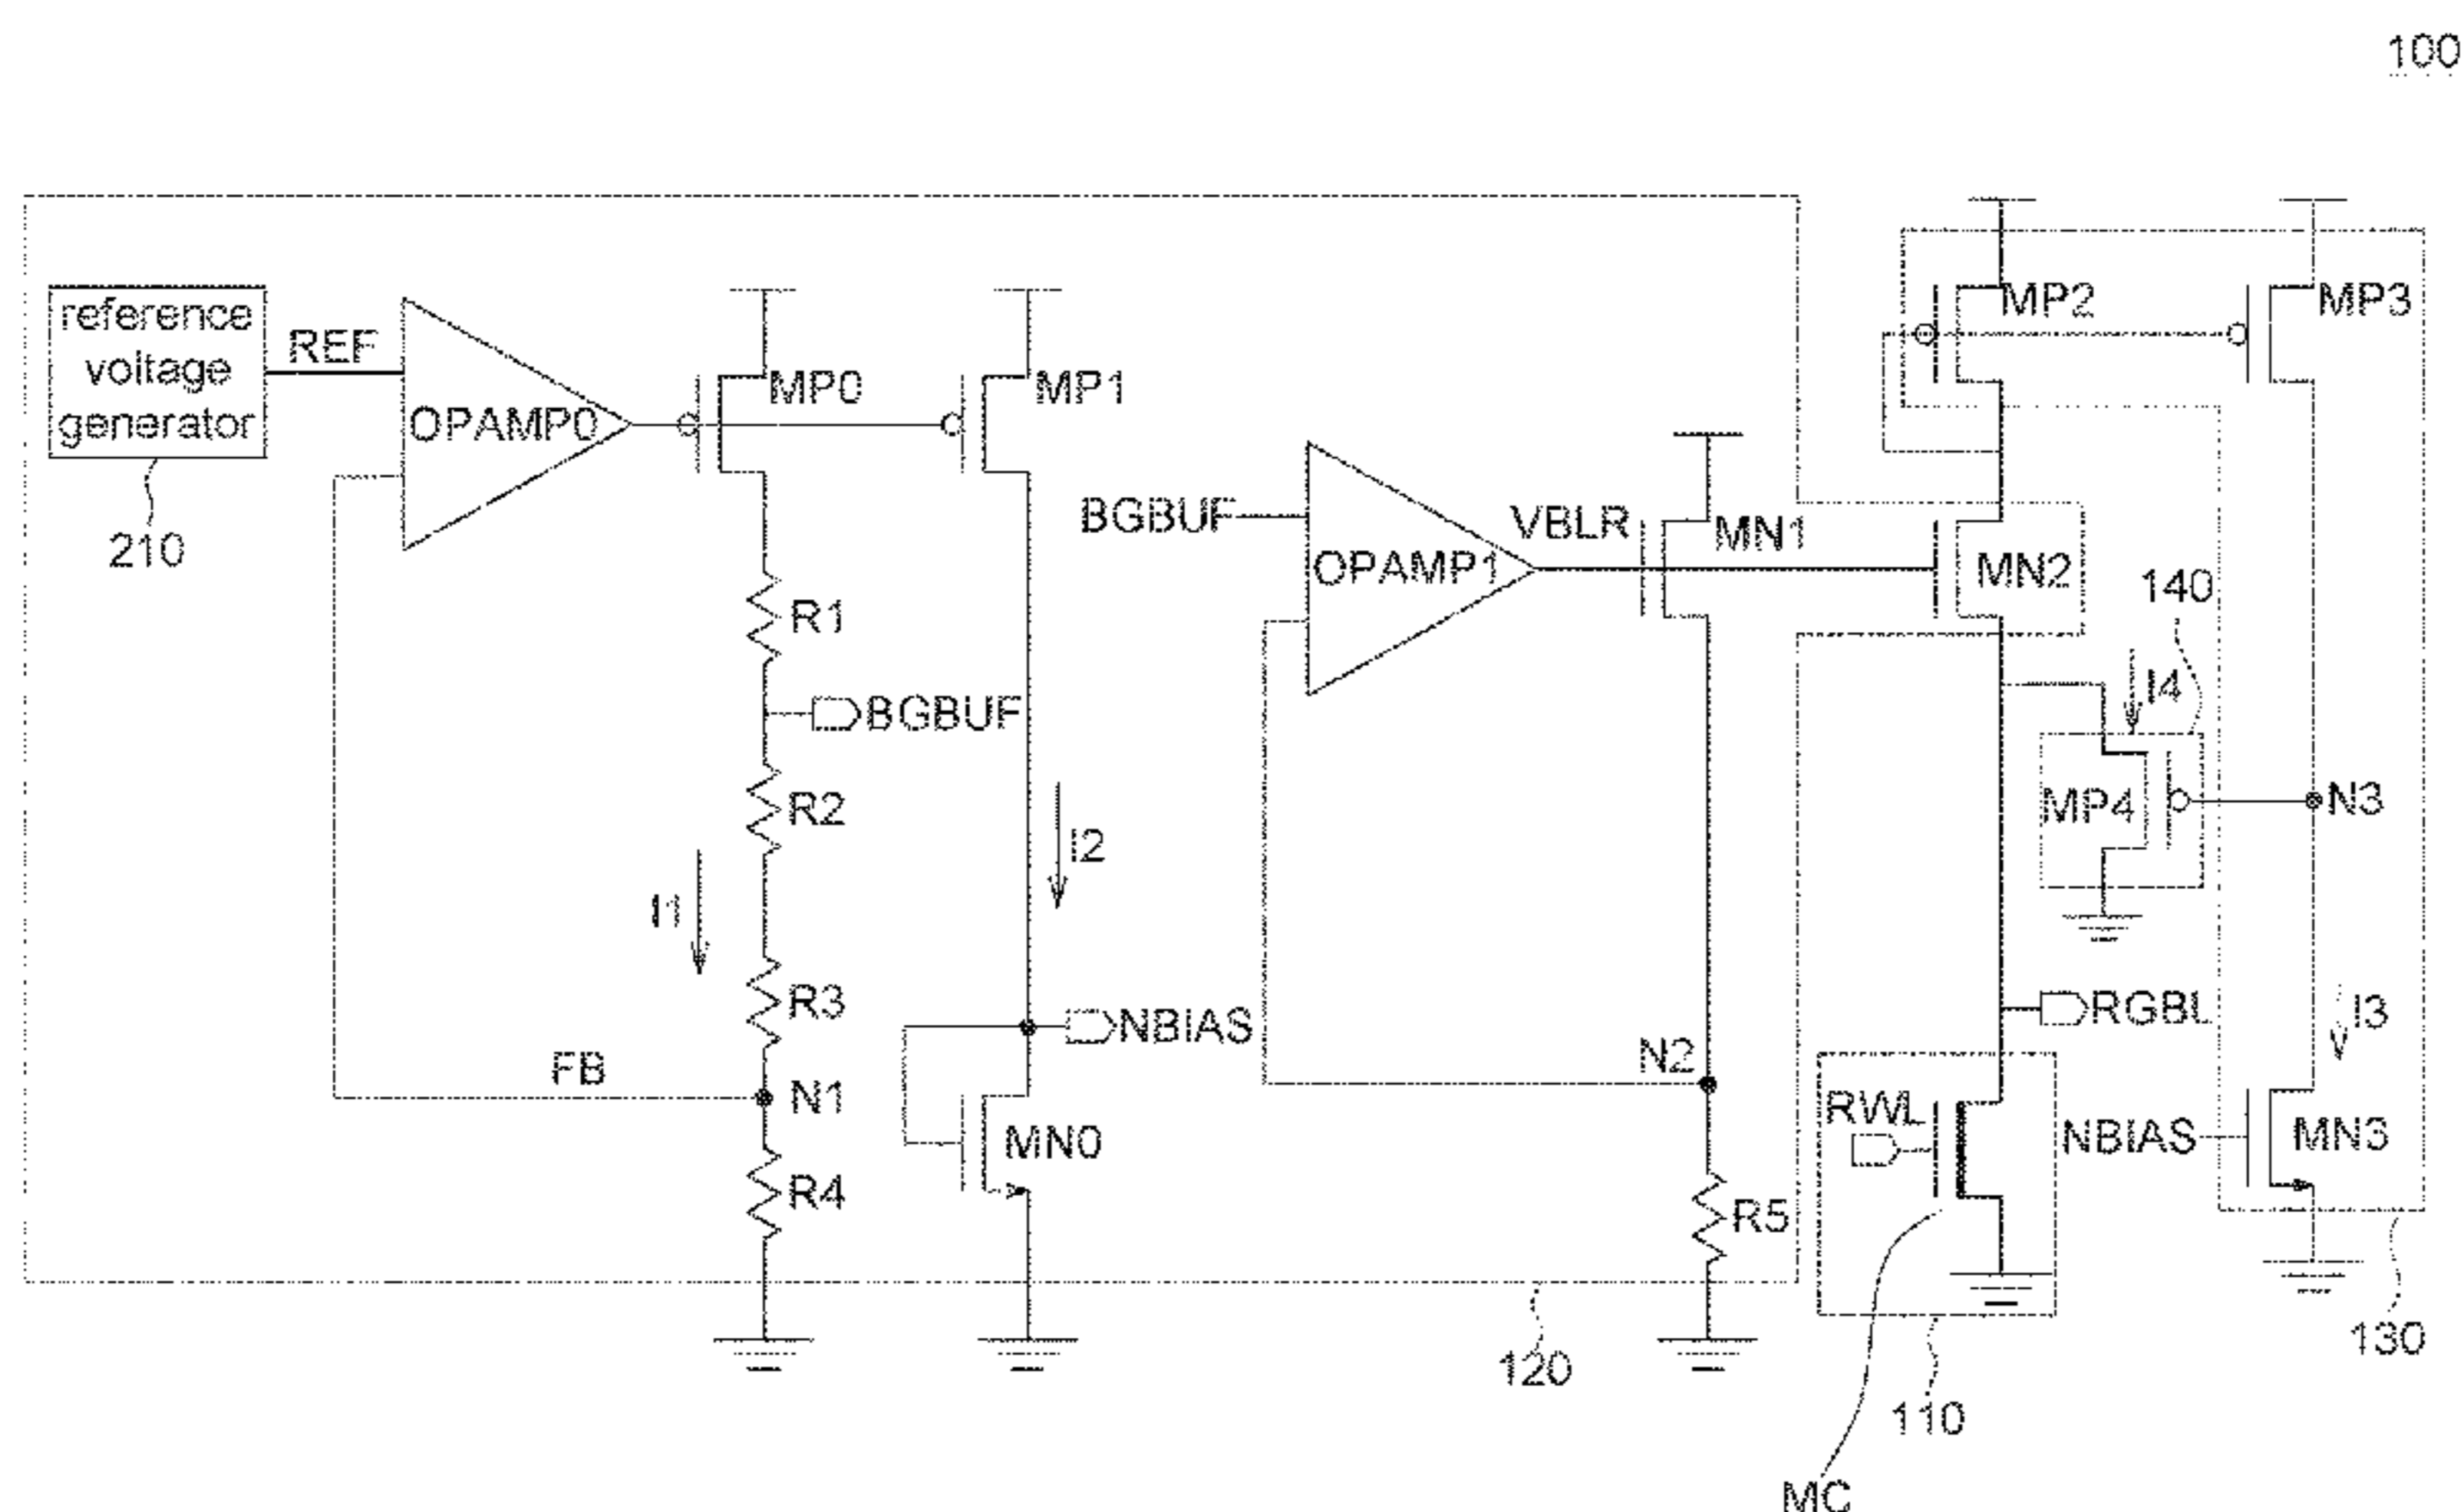 100
reference
voltage
generator
210
REF
OPAMP0
MP0
MP1
R1
BGBUF
R2
I1
I2
R3
FB
N1
NBIAS
MN0
R4
BGBUF
OPAMP1
VBLR
MN1
N2
R5
120
MP2
MP3
MN2
140
I4
MP4
N3
RGBL
I3
RWL
NBIAS
MN3
110
130
MC